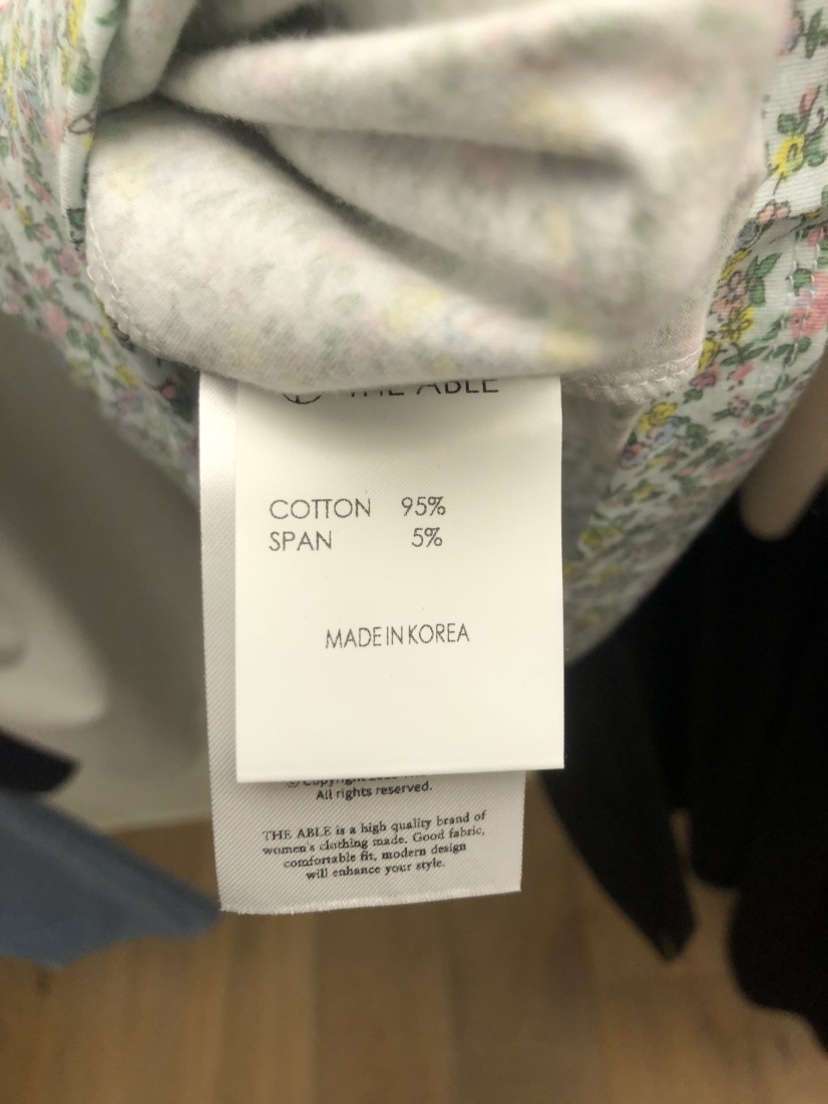 THE ABLE
COTTON 95%
SPAN 5%
MADE IN KOREA
All rights reserved.
THE ABLE is a high quality brand of
women's clothing made. Good fabric,
comfortable fit, modern design
will enhance your style.